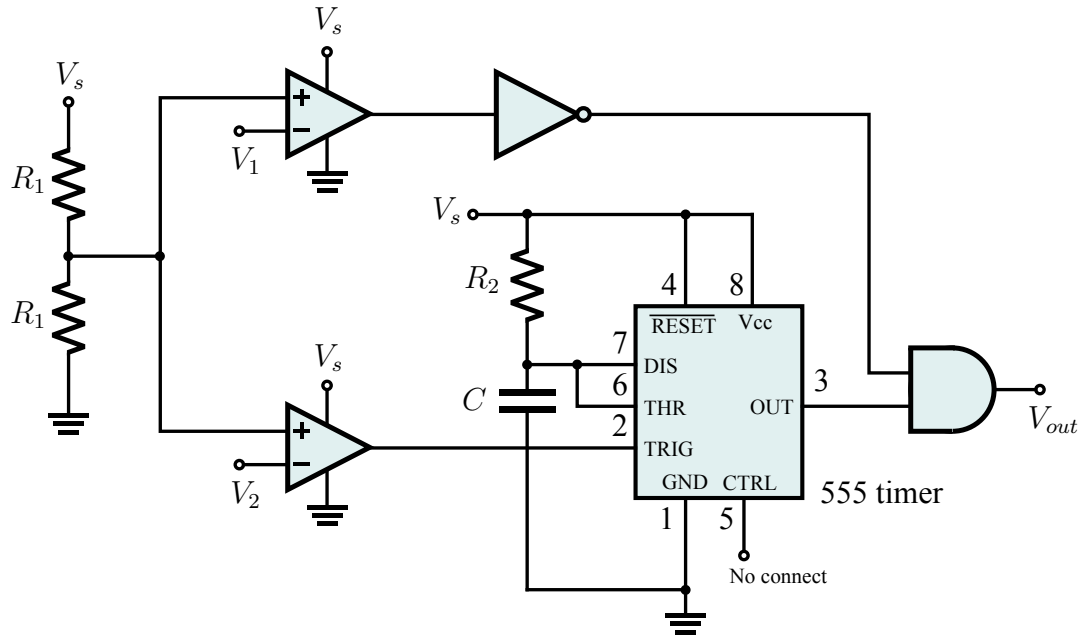 V_s
V_s
R_1
V_1
R_1
V_s
R_2
4
8
RESET
Vcc
7
DIS
6
THR
OUT
3
C
2
TRIG
V_s
V_2
GND
CTRL
1
5
555 timer
No connect
V_out